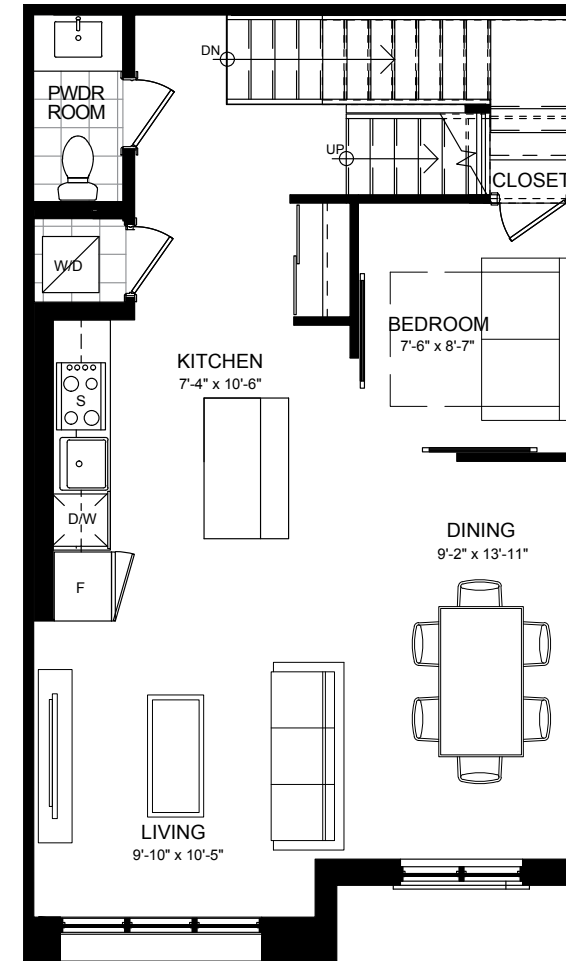 DN
PWDR
ROOM
UP
CLOSET
W/D
BEDROOM
7'-6" x 8'-7"
KITCHEN
7'-4" x 10'-6"
S
D/W
DINING
9'-2" x 13'-11"
F
LIVING
9'-10" x 10'-5"